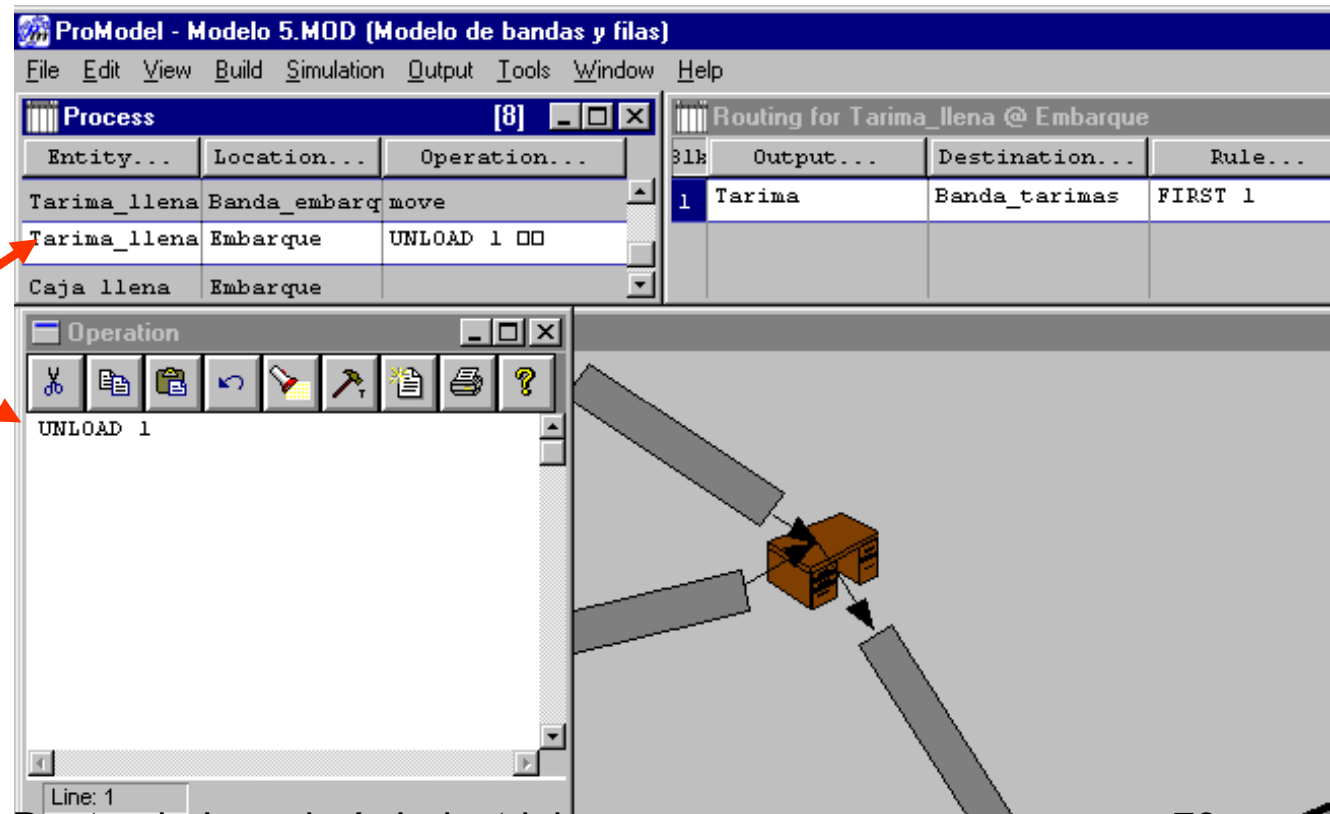 ProModel - Modelo 5.MOD (Modelo de bandas y filas)
File Edit View Build Simulation Output Tools Window Help
Process [8]
Entity... Location... Operation...
Tarima_llena Banda_embarq move
Tarima_llena Embarque UNLOAD 1 □□
Caja llena Embarque
Routing for Tarima_llena @ Embarque
Blk Output... Destination... Rule...
1 Tarima Banda_tarimas FIRST 1
Operation
UNLOAD 1
Line: 1